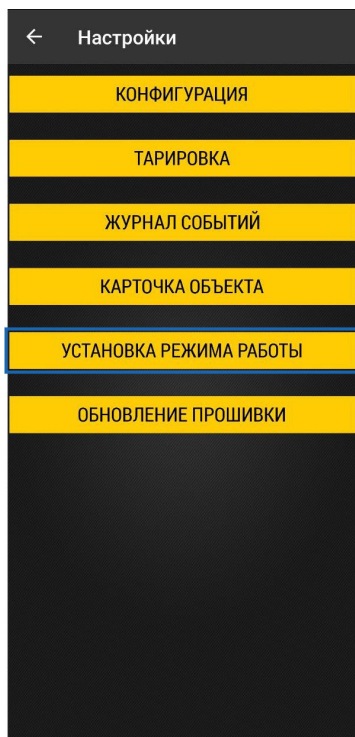 Настройки
КОНФИГУРАЦИЯ
ТАРИРОВКА
ЖУРНАЛ СОБЫТИЙ
КАРТОЧКА ОБЪЕКТА
УСТАНОВКА РЕЖИМА РАБОТЫ
ОБНОВЛЕНИЕ ПРОШИВКИ